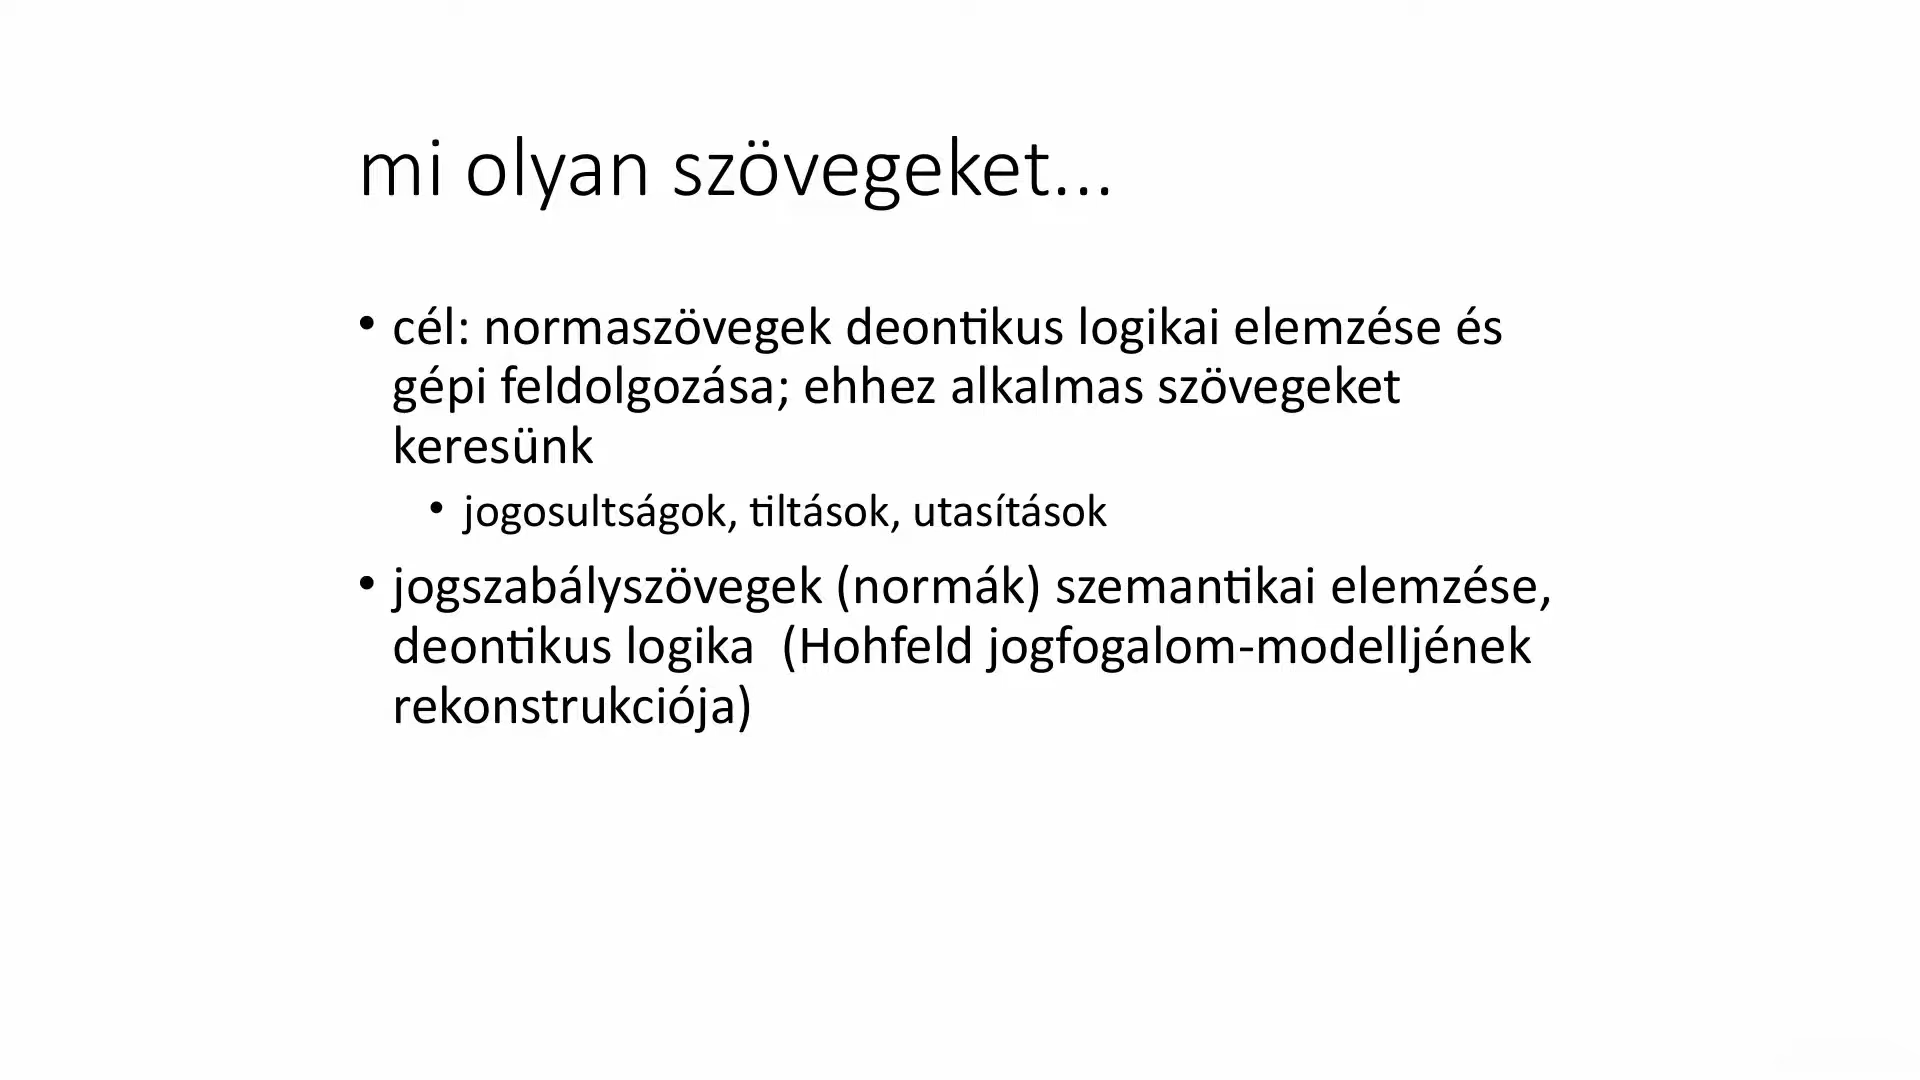 mi olyan szövegeket...
• cél: normaszövegek deontikus logikai elemzése és
gépi feldolgozása; ehhez alkalmas szövegeket
keresünk
• jogosultságok, tiltások, utasítások
• jogszabályszövegek (normák) szemantikai elemzése,
deontikus logika  (Hohfeld jogfogalom-modelljének
rekonstrukciója)